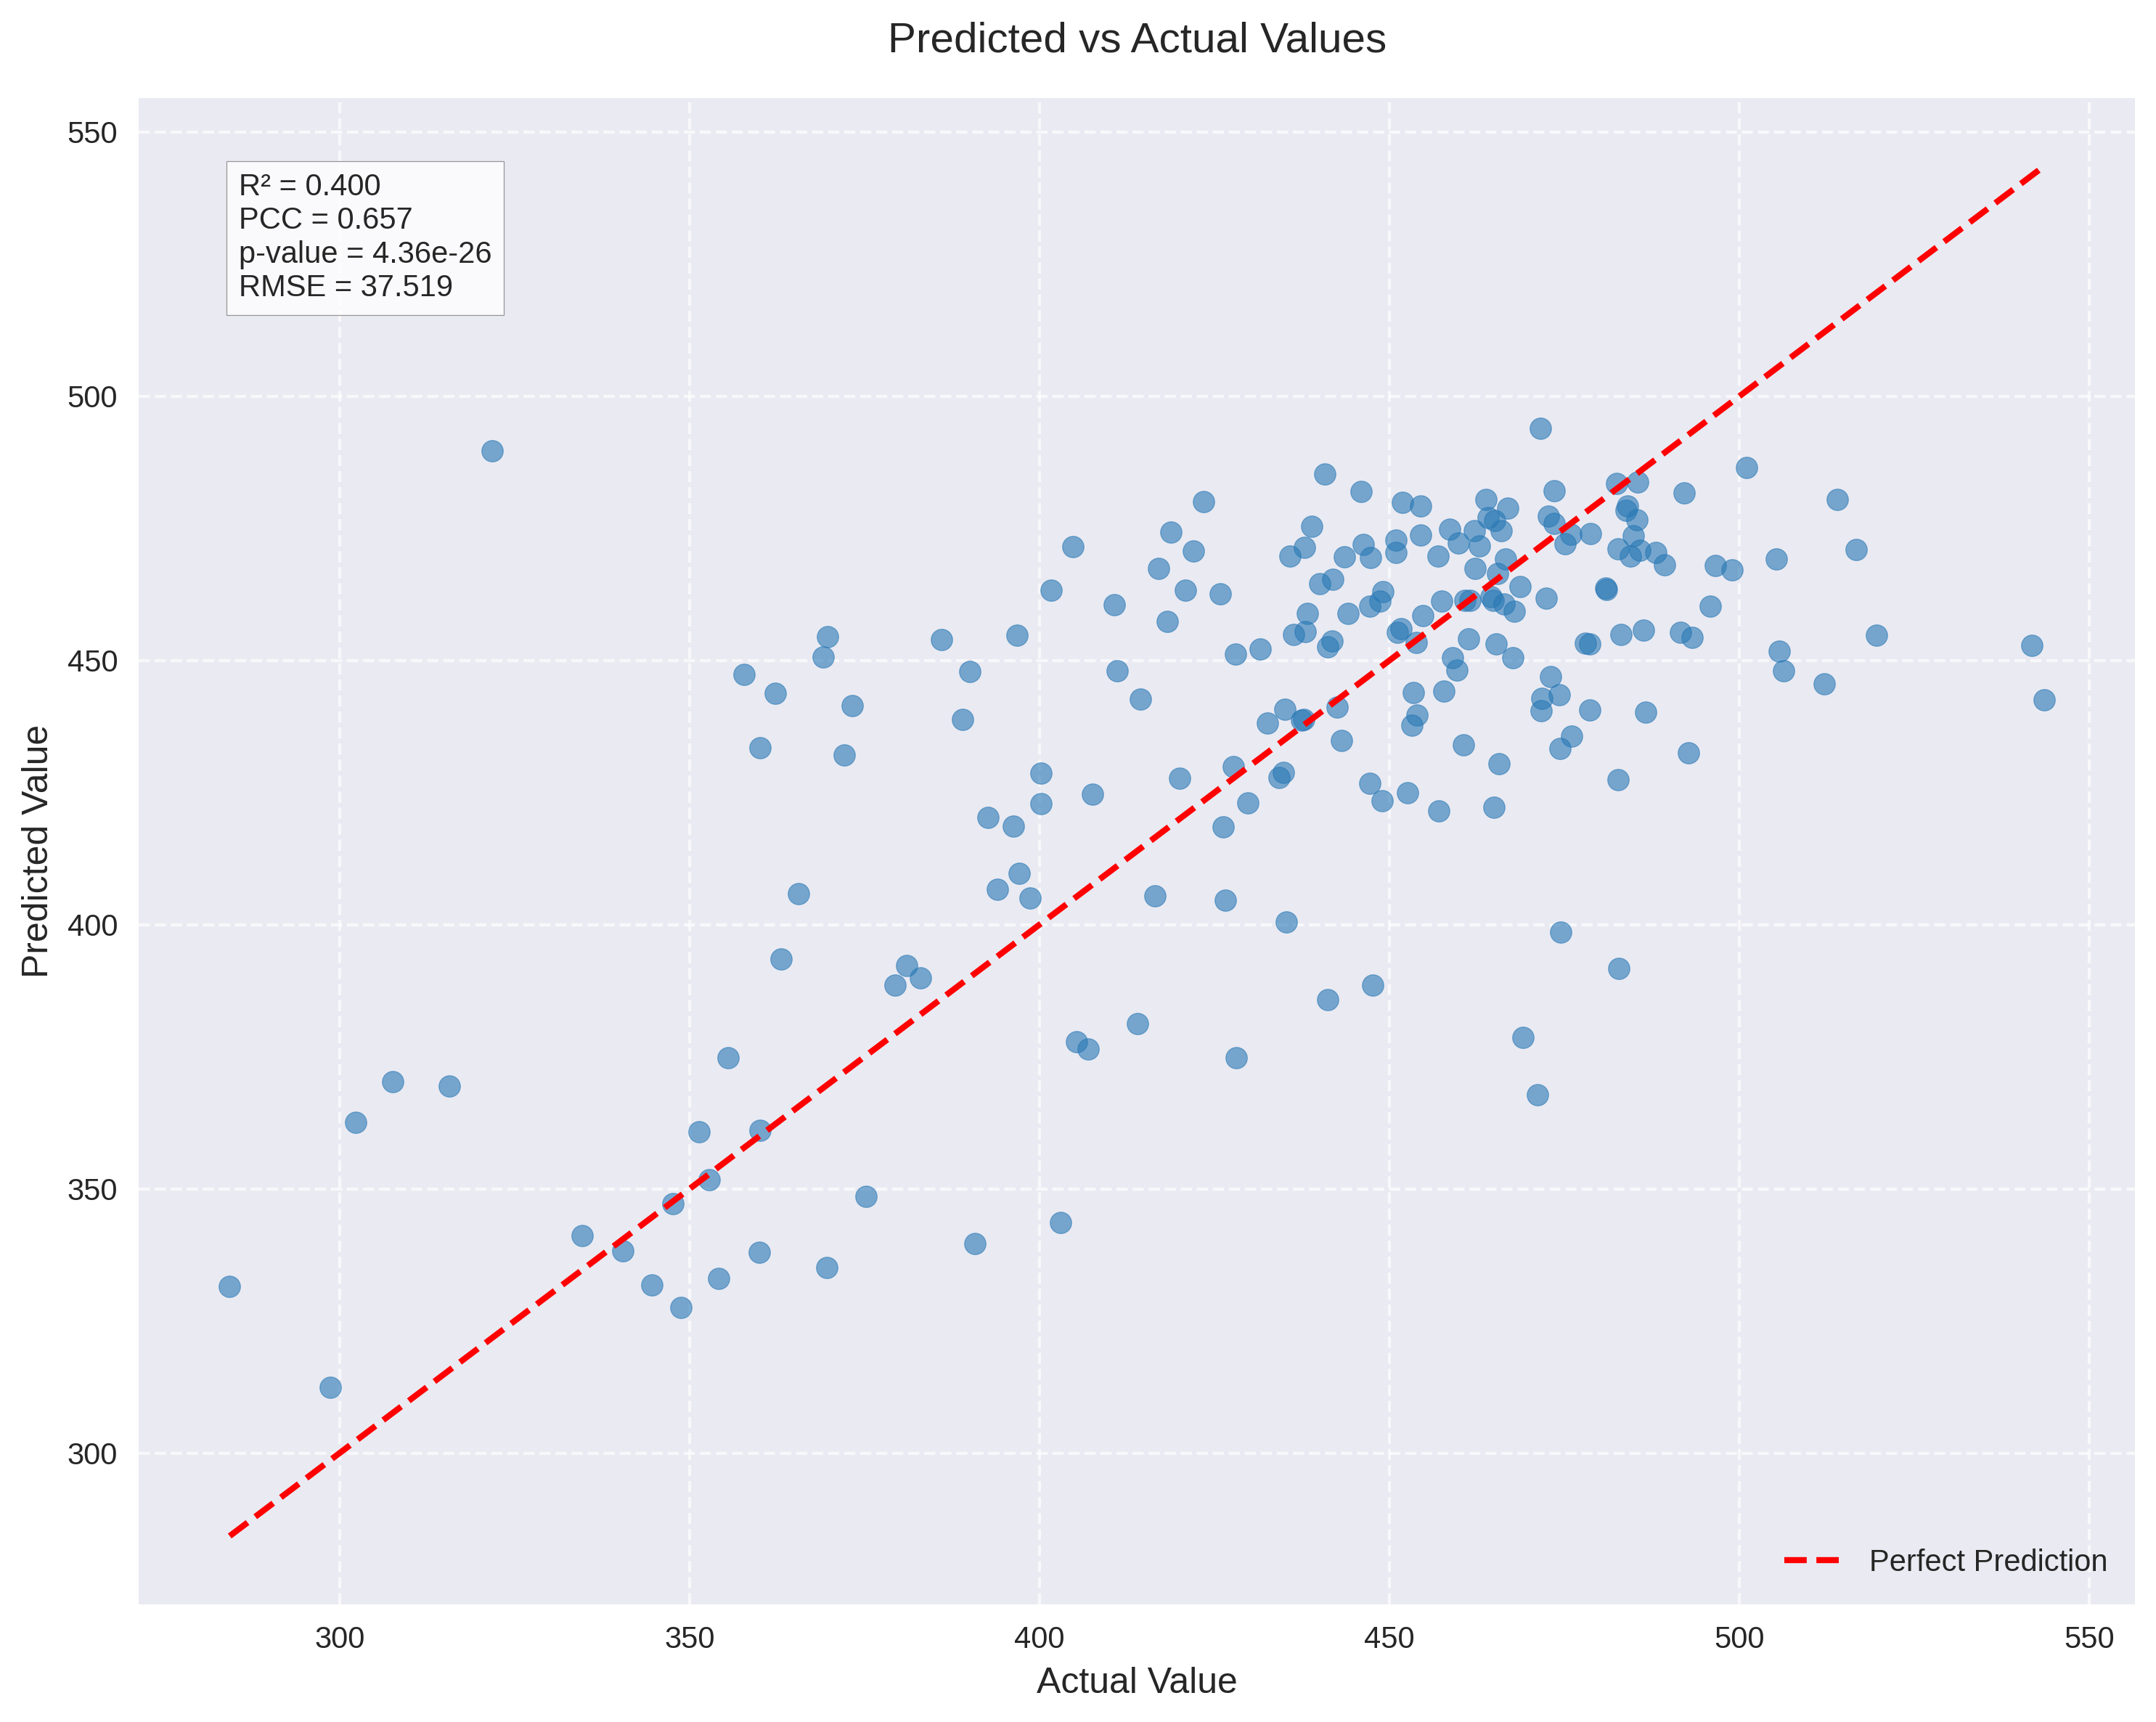 Predicted vs Actual Values
550
500
450
400
350
300
R² = 0.400
PCC = 0.657
p-value = 4.36e-26
RMSE = 37.519
Predicted Value
Perfect Prediction
300
350
400
450
500
550
Actual Value